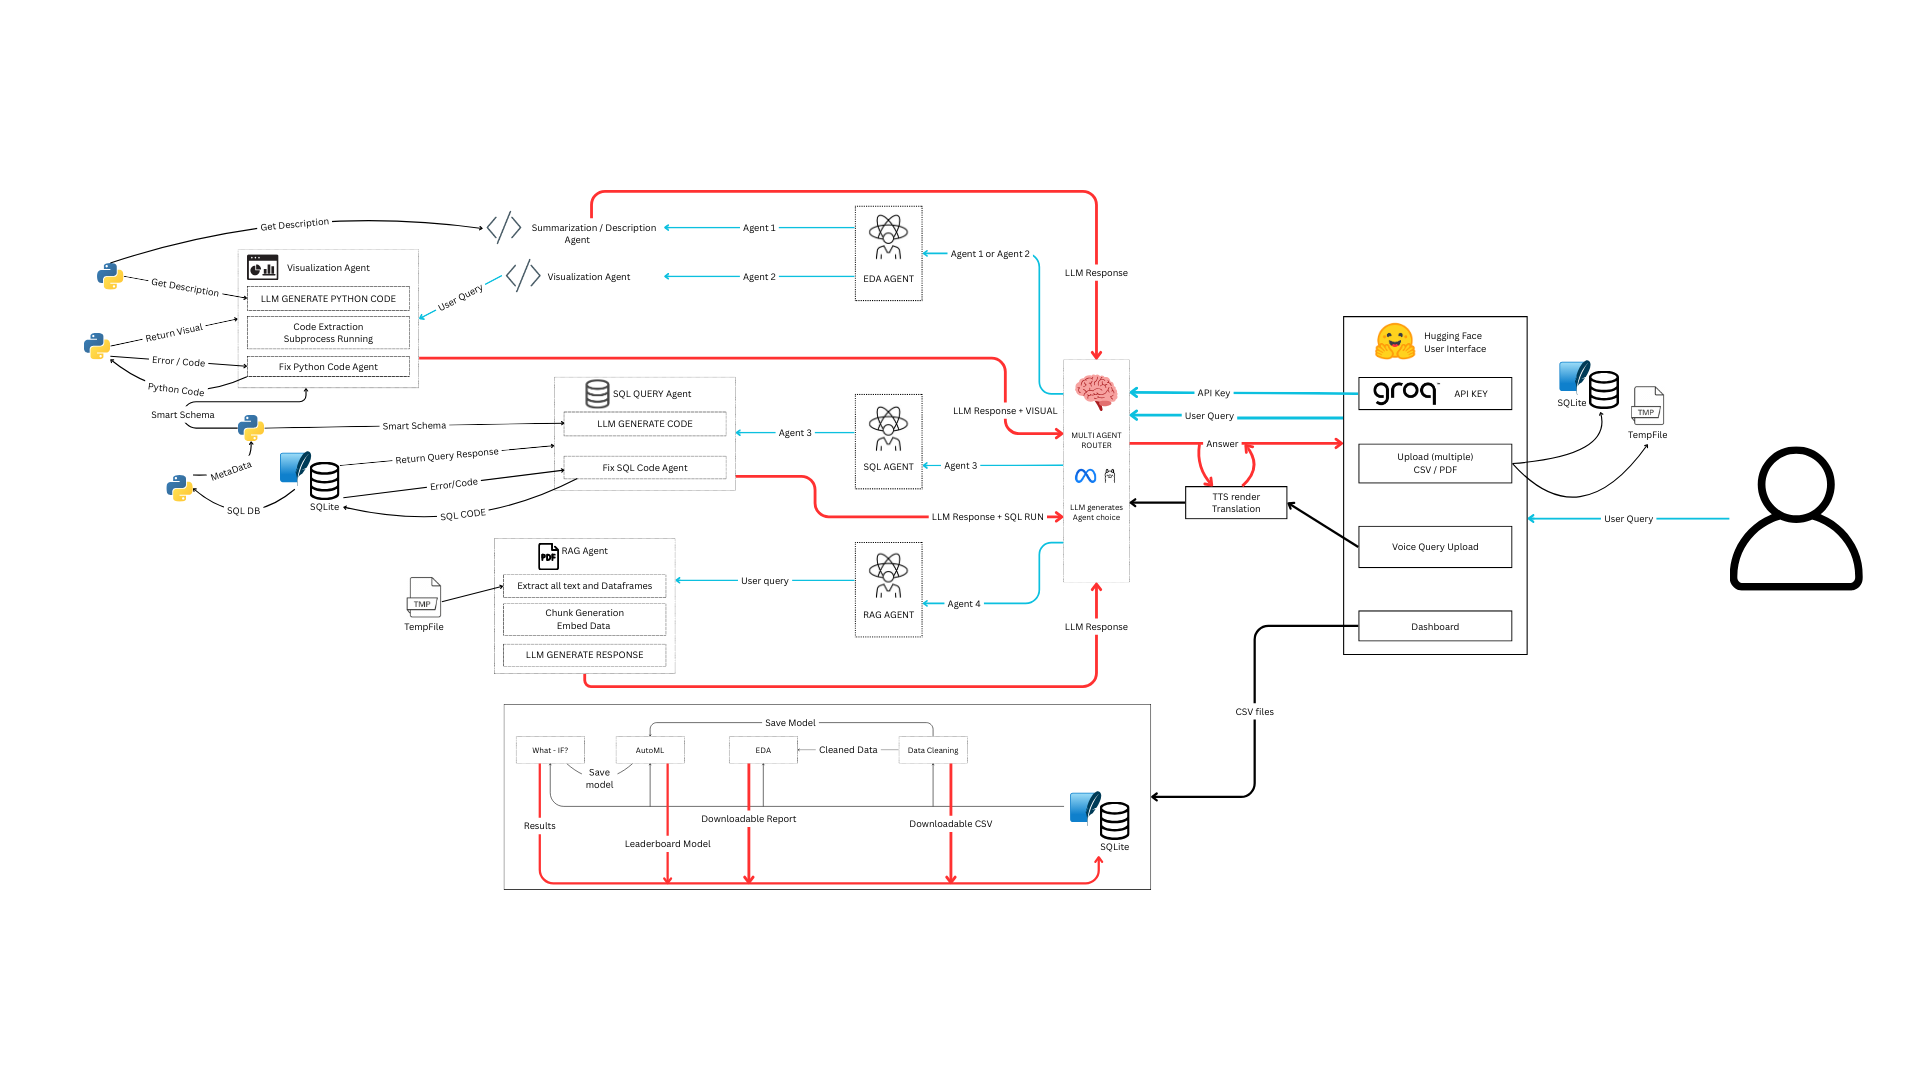 Get Description
Summarization / Description
Agent
Agent 1
EDA AGENT
Agent 1 or Agent 2
LLM Response
Get Description
Visualization Agent
LLM GENERATE PYTHON CODE
Code Extraction
Subprocess Running
Fix Python Code Agent
User Query
Visualization Agent
Agent 2
Return Visual
Error / Code
Python Code
Smart Schema
Smart Schema
MetaData
SQL DB
SQLite
Return Query Response
Error/Code
SQL CODE
SQL QUERY Agent
LLM GENERATE CODE
Fix SQL Code Agent
Agent 3
SQL AGENT
Agent 3
LLM Response + VISUAL
LLM Response + SQL RUN
MULTI AGENT
ROUTER
LLM generates
Agent choice
API Key
User Query
Answer
TTS render
Translation
Hugging Face
User Interface
groq
API KEY
Upload (multiple)
CSV / PDF
Voice Query Upload
Dashboard
SQLite
TMP
TempFile
User Query
TMP
TempFile
PDF
RAG Agent
Extract all text and Dataframes
Chunk Generation
Embed Data
LLM GENERATE RESPONSE
User query
RAG AGENT
Agent 4
LLM Response
CSV files
Save Model
What - IF?
AutoML
EDA
Cleaned Data
Data Cleaning
Save
model
Results
Leaderboard Model
Downloadable Report
Downloadable CSV
SQLite